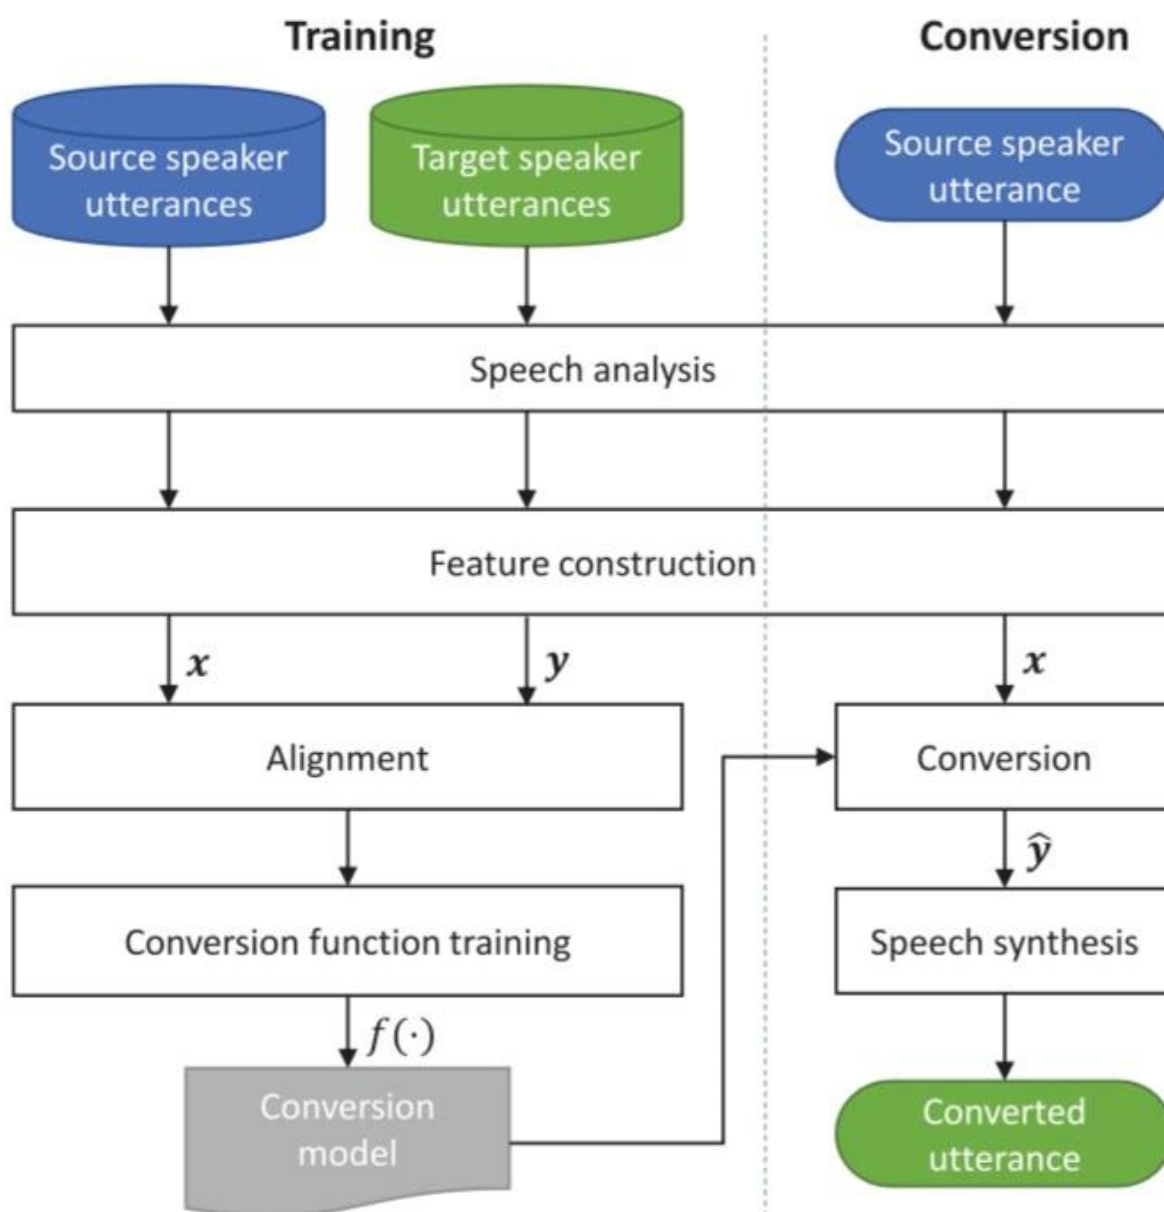 Training
Conversion
Source speaker
utterances
Target speaker
utterances
Source speaker
utterance
Speech analysis
Feature construction
x
y
x
Alignment
Conversion
ŷ
Conversion function training
Speech synthesis
f(·)
Conversion
model
Converted
utterance